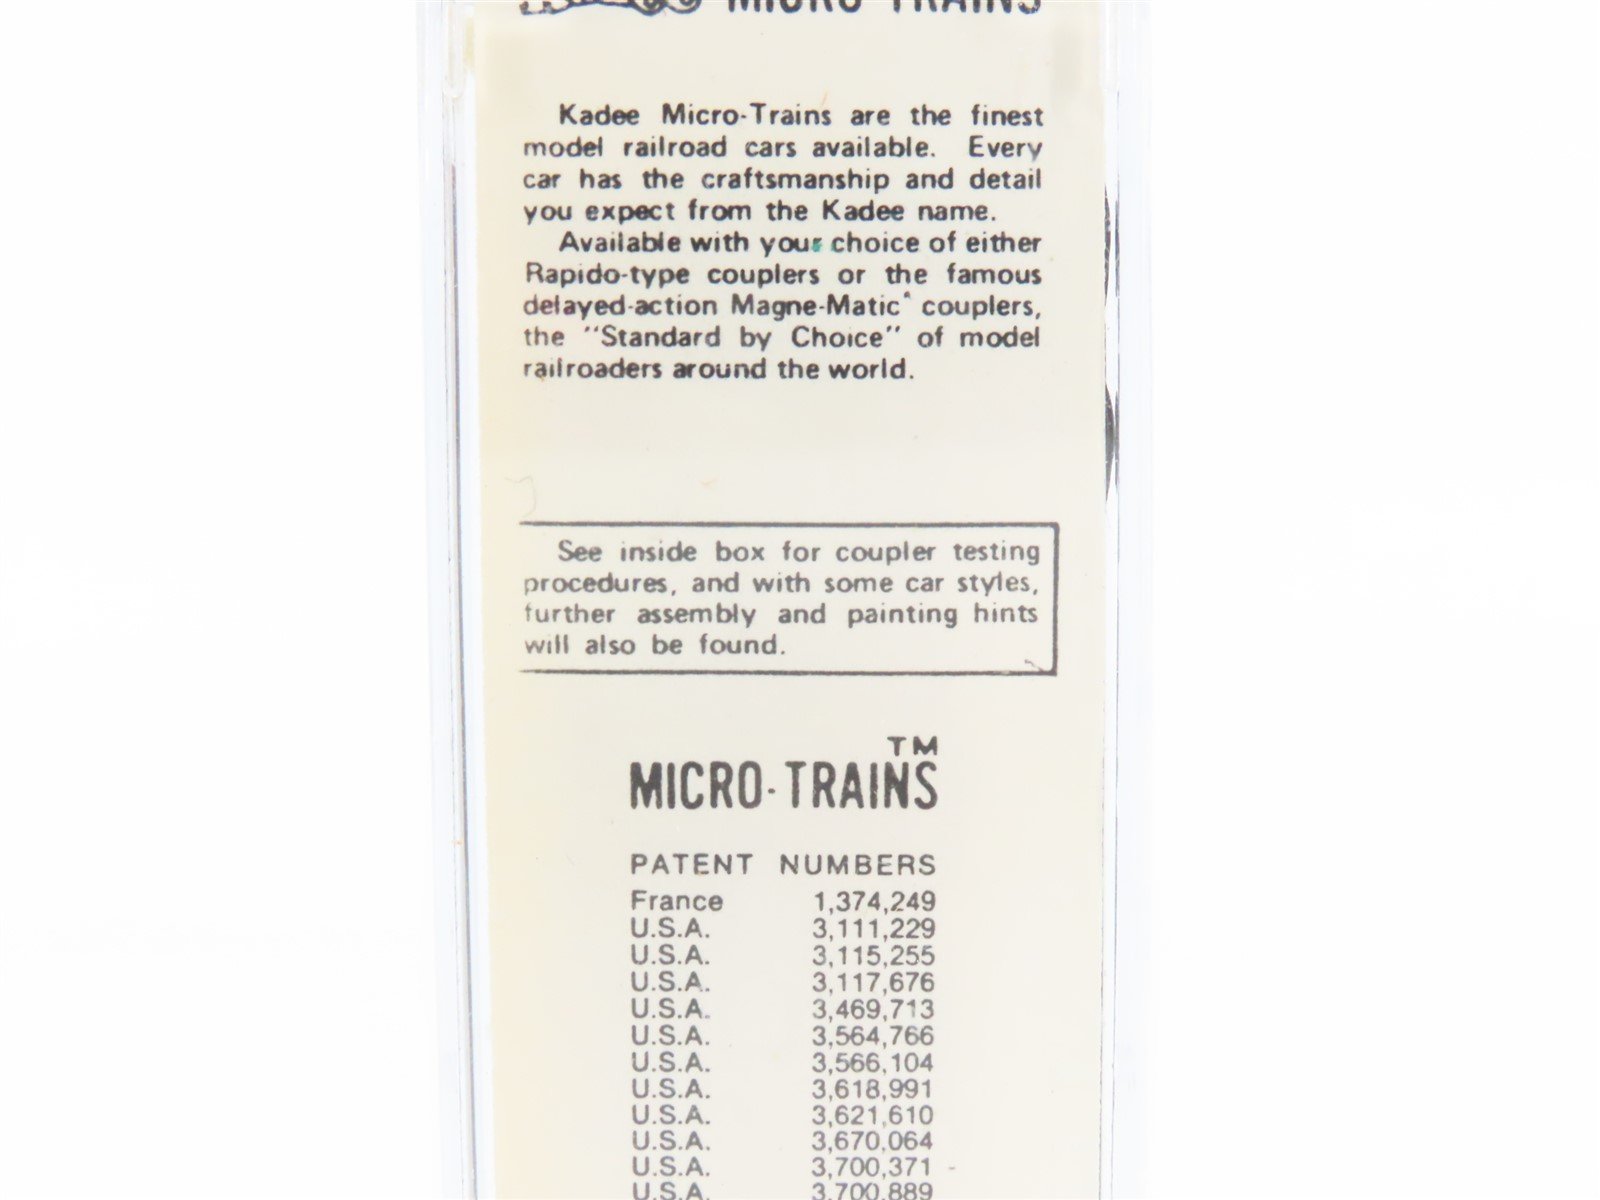 MICRO-TRAINS
Kadee Micro-Trains are the finest
model railroad cars available. Every
car has the craftsmanship and detail
you expect from the Kadee name.
Available with your choice of either
Rapido-type couplers or the famous
delayed-action Magne-Matic® couplers,
the "Standard by Choice" of model
railroaders around the world.
See inside box for coupler testing
procedures, and with some car styles,
further assembly and painting hints
will also be found.
TM
MICRO-TRAINS
PATENT NUMBERS
France 1,374,249
U.S.A. 3,111,229
U.S.A. 3,115,255
U.S.A. 3,117,676
U.S.A. 3,469,713
U.S.A. 3,564,766
U.S.A. 3,566,104
U.S.A. 3,618,991
U.S.A. 3,621,610
U.S.A. 3,670,064
U.S.A. 3,700,371
U.S.A. 3,700,889